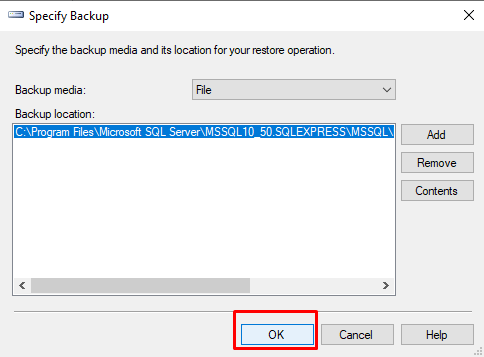 Specify Backup
Specify the backup media and its location for your restore operation.
Backup media:
File
Backup location:
C:\Program Files\Microsoft SQL Server\MSSQL10_50.SQLEXPRESS\MSSQL\
Add
Remove
Contents
OK
Cancel
Help